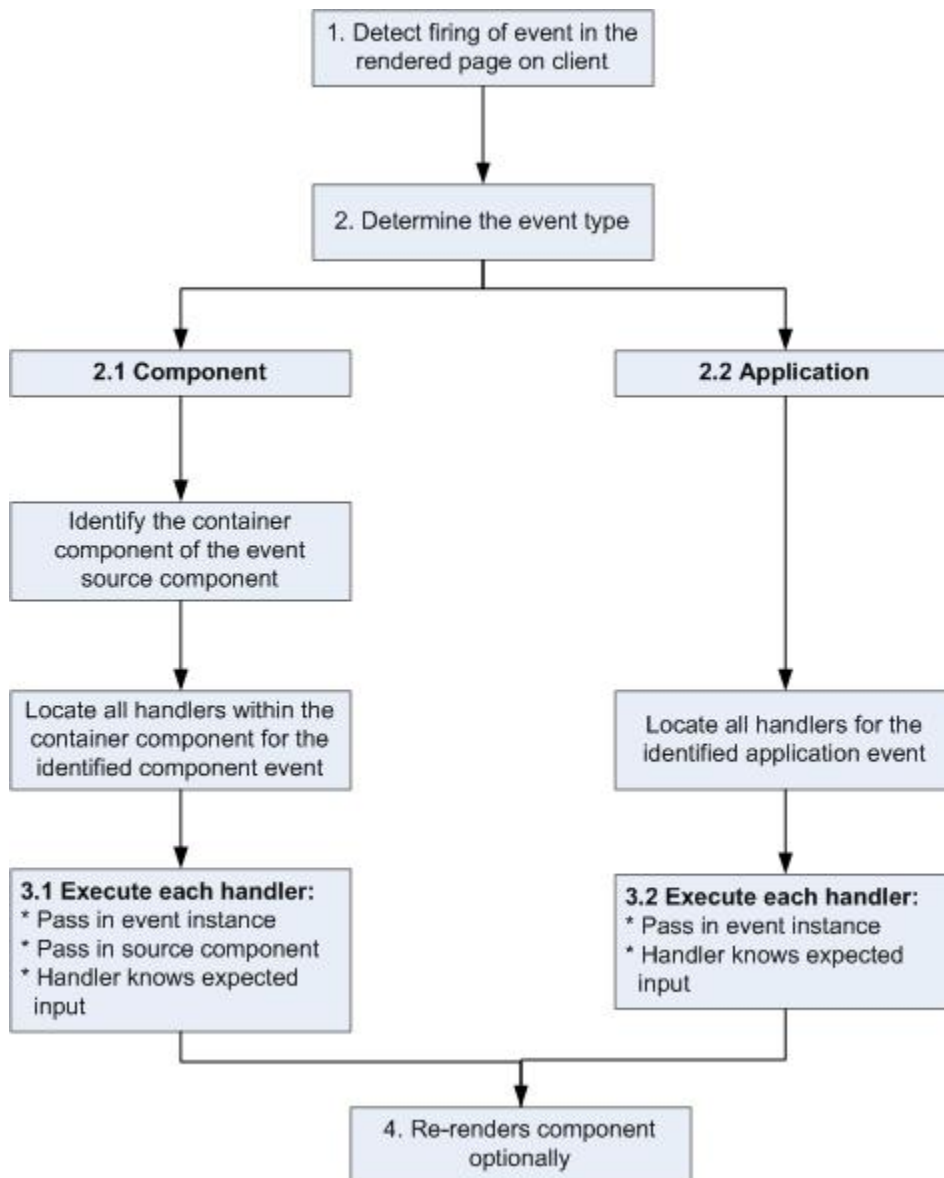 1. Detect firing of event in the
rendered page on client
2. Determine the event type
2.1 Component
2.2 Application
Identify the container
component of the event
source component
Locate all handlers within the
container component for the
identified component event
Locate all handlers for the
identified application event
3.1 Execute each handler:
* Pass in event instance
* Pass in source component
* Handler knows expected
input
3.2 Execute each handler:
* Pass in event instance
* Handler knows expected
input
4. Re-renders component
optionally